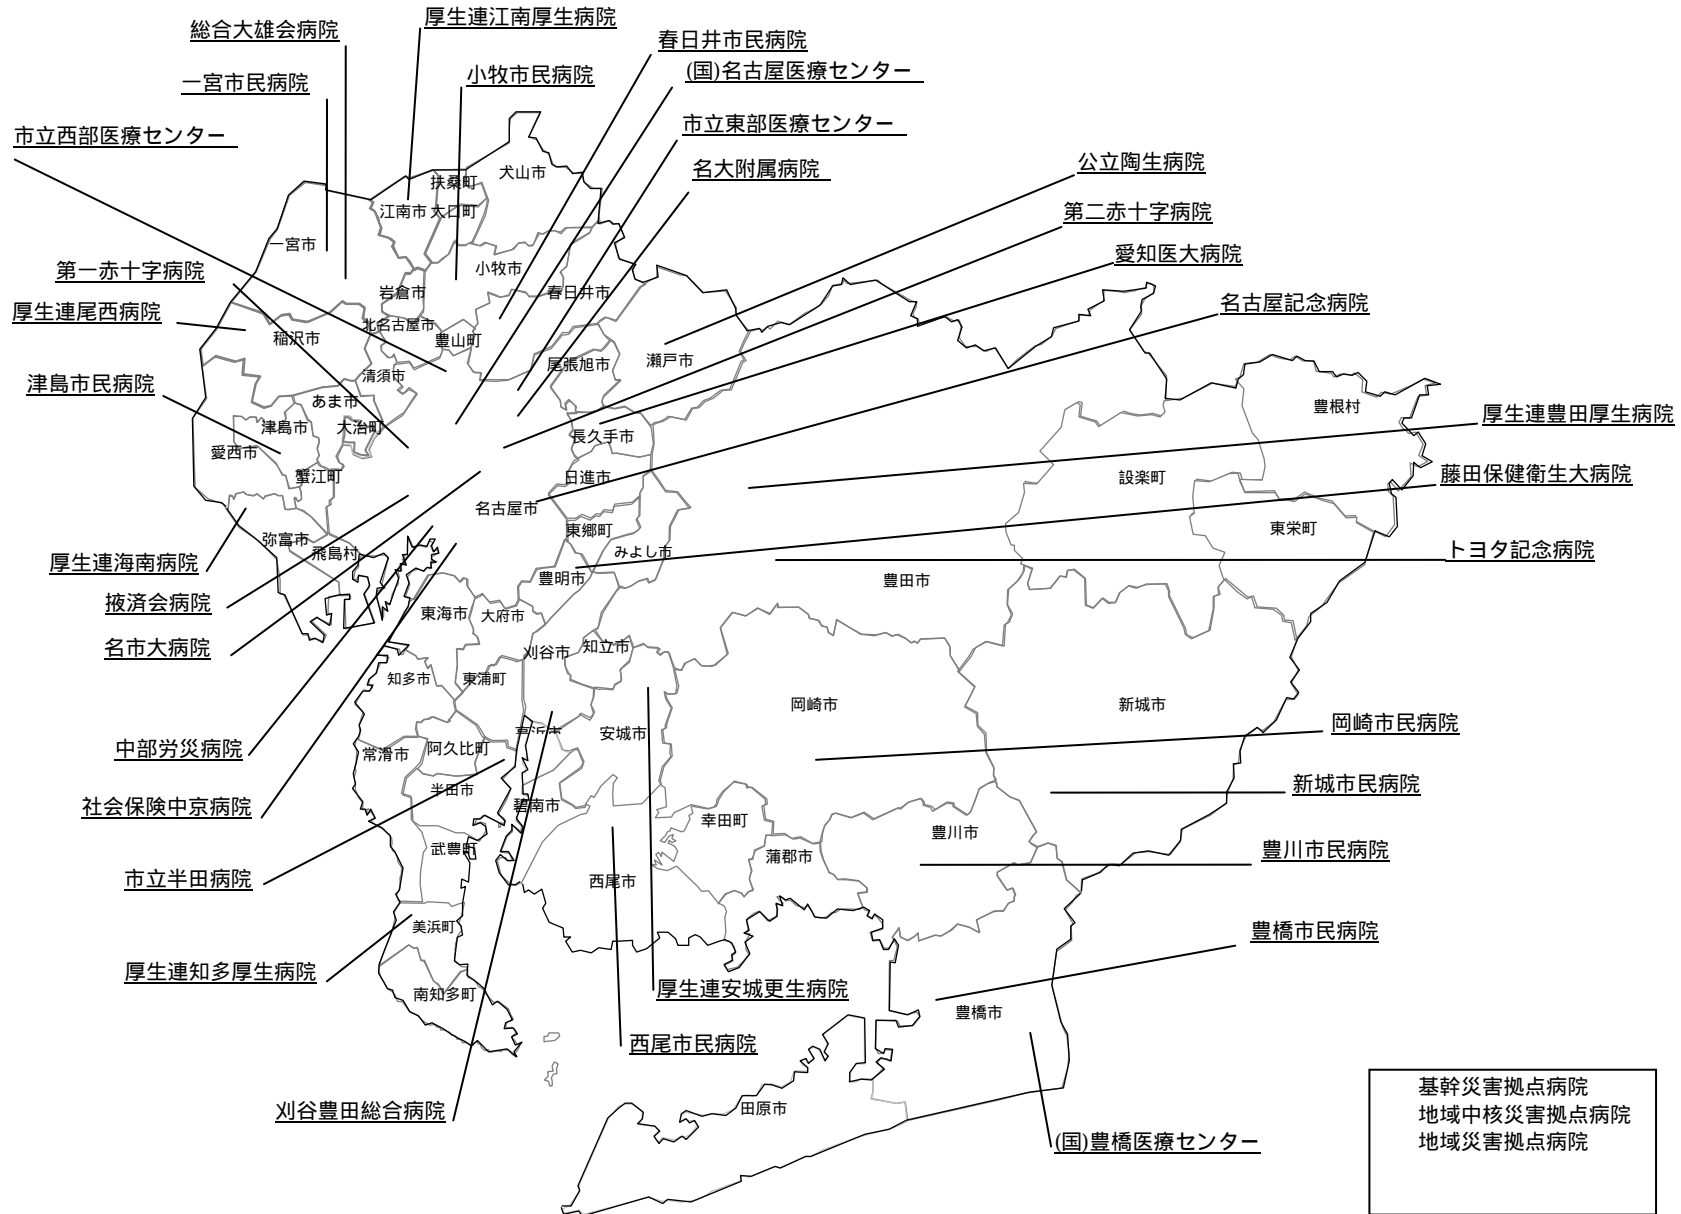 厚生連江南厚生病院
総合大雄会病院
春日井市民病院
(国)名古屋医療センター
小牧市民病院
一宮市民病院
市立東部医療センター
市立西部医療センター
名大附属病院
公立陶生病院
第二赤十字病院
愛知医大病院
第一赤十字病院
名古屋記念病院
厚生連尾西病院
津島市民病院
厚生連豊田厚生病院
藤田保健衛生大病院
トヨタ記念病院
厚生連海南病院
掖済会病院
名市大病院
中部労災病院
社会保険中京病院
市立半田病院
厚生連知多厚生病院
刈谷豊田総合病院
西尾市民病院
厚生連安城更生病院
岡崎市民病院
新城市民病院
豊川市民病院
豊橋市民病院
(国)豊橋医療センター
犬山市
扶桑町
江南市
大口町
一宮市
小牧市
岩倉市
春日井市
北名古屋市
豊山町
稲沢市
尾張旭市
瀬戸市
清須市
あま市
津島市
大治町
愛西市
蟹江町
長久手市
日進市
名古屋市
東郷町
みよし市
弥富市
飛島村
豊明市
豊田市
豊根村
設楽町
東栄町
東海市
大府市
刈谷市
知立市
知多市
東浦町
岡崎市
新城市
高浜市
安城市
常滑市
阿久比町
半田市
碧南市
幸田町
豊川市
武豊町
蒲郡市
西尾市
美浜町
南知多町
豊橋市
田原市
基幹災害拠点病院
地域中核災害拠点病院
地域災害拠点病院